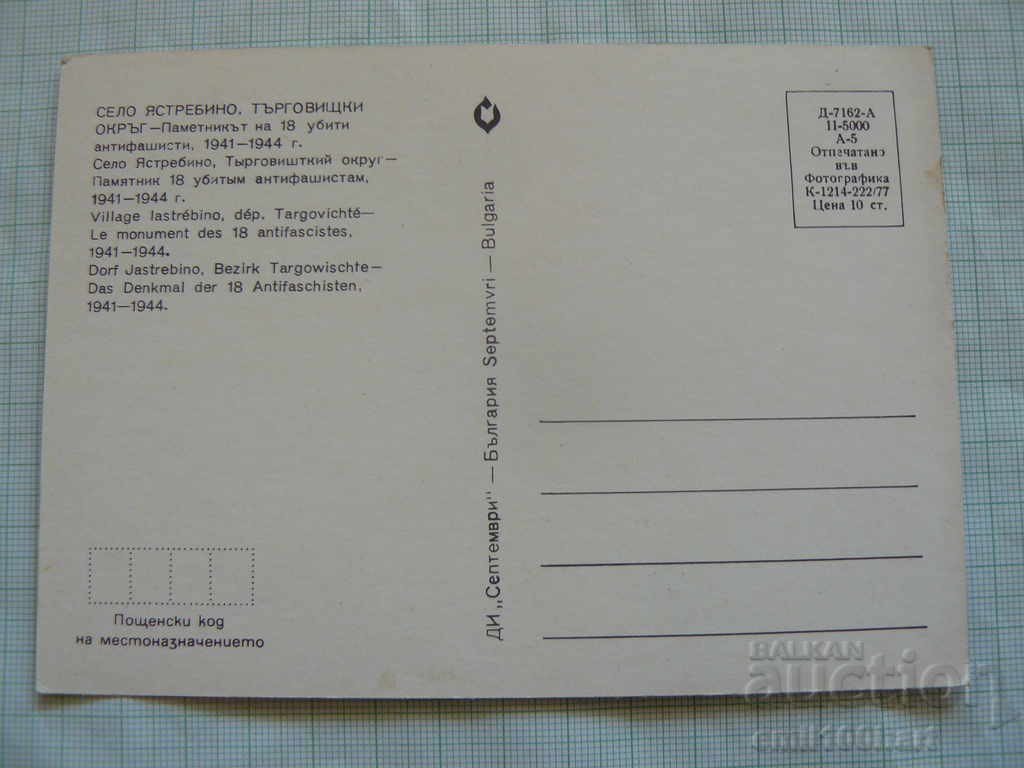 СЕЛО ЯСТРЕБИНО, ТЪРГОВИЩКИ
ОКРЪГ—Паметникът на 18 убити
антифашисти, 1941—1944 г.
Село Ястребино, Тырговишткий округ—
Памятник 18 убитым антифашистам,
1941—1944 г.
Village Iastrébino, dép. Targovichté—
Le monument des 18 antifascistes,
1941—1944.
Dorf Jastrebino, Bezirk Targowischte—
Das Denkmal der 18 Antifaschisten,
1941—1944.
Пощенски код
на местоназначението
ДИ „Септември" — България Septemvri — Bulgaria
Д-7162-А
11-5000
А-5
Отпечатано
във
Фотографика
К-1214-222/77
Цена 10 ст.
BALKAN
auction
emil100lak